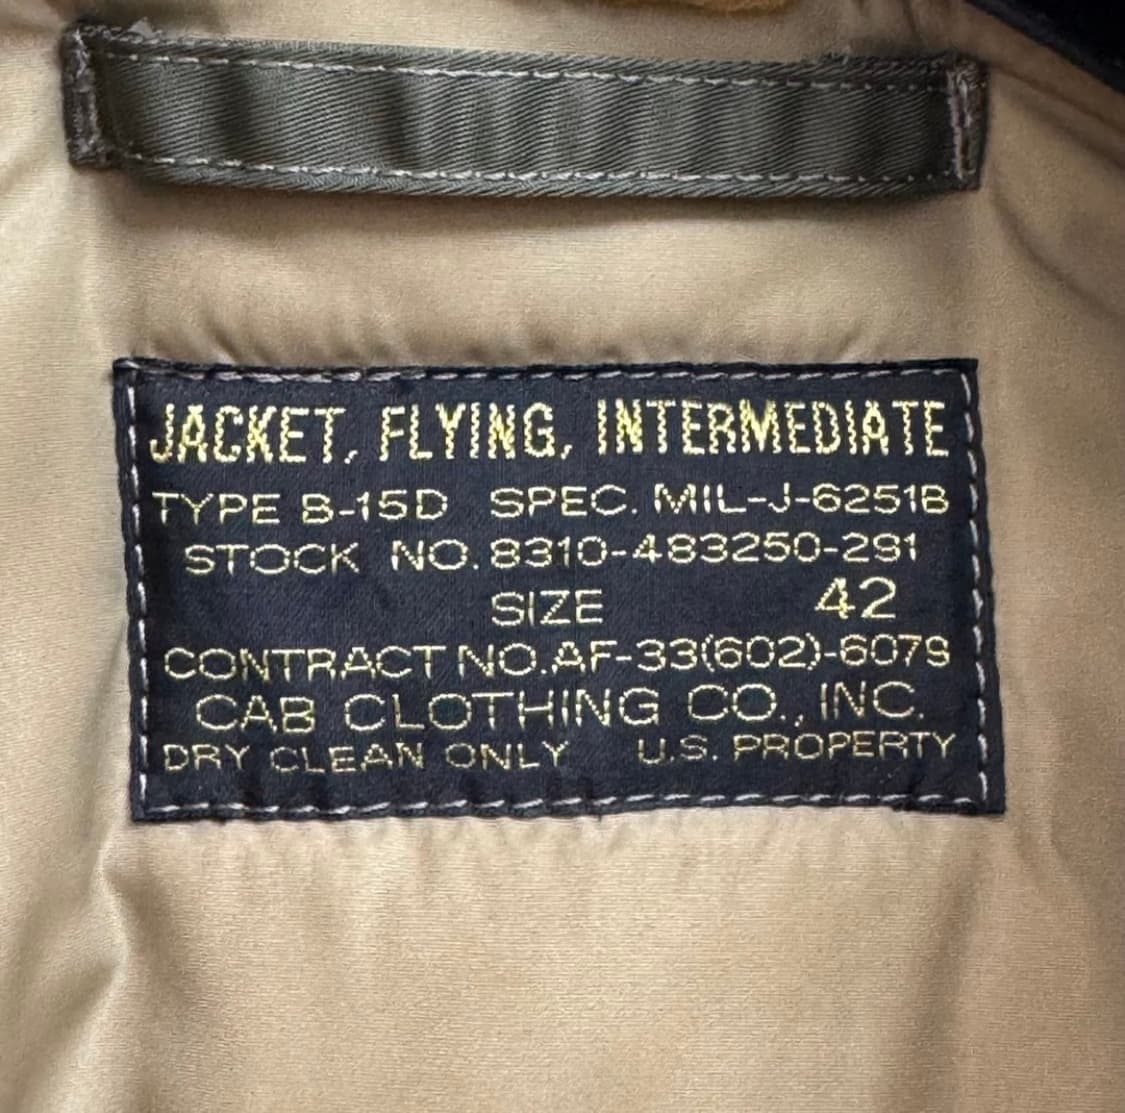 JACKET, FLYING, INTERMEDIATE
TYPE B-15D SPEC. MIL-J-6251B
STOCK NO. 8310-483250-291
SIZE 42
CONTRACT NO. AF-33(602)-6079
CAB CLOTHING CO., INC.
DRY CLEAN ONLY U.S. PROPERTY